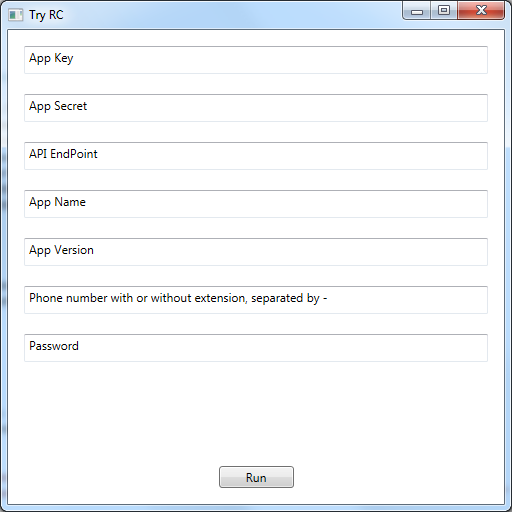 Try RC
App Key
App Secret
API EndPoint
App Name
App Version
Phone number with or without extension, separated by -
Password
Run